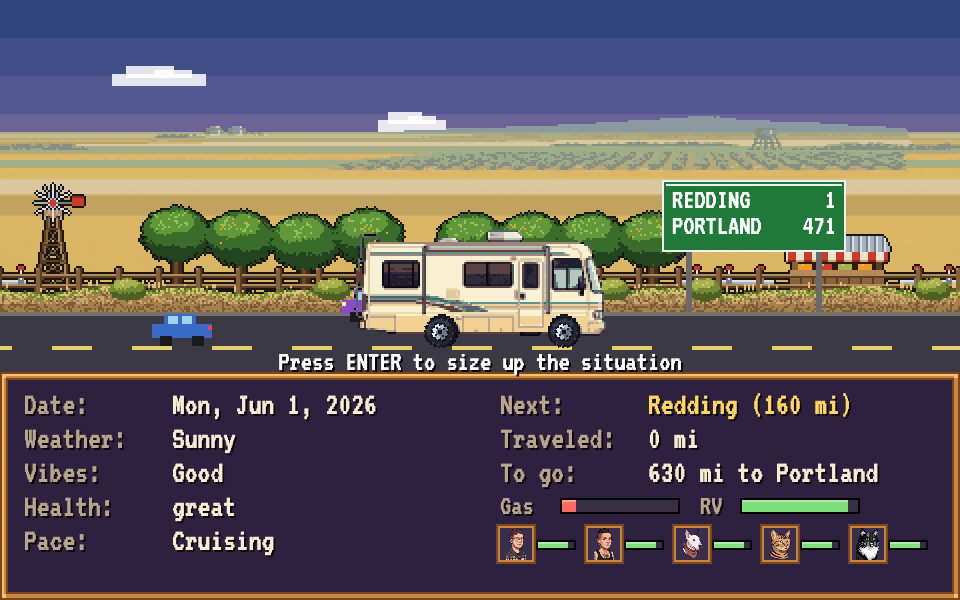 REDDING 1
PORTLAND 471
Press ENTER to size up the situation
Date: Mon, Jun 1, 2026
Weather: Sunny
Vibes: Good
Health: great
Pace: Cruising
Next: Redding (160 mi)
Traveled: 0 mi
To go: 630 mi to Portland
Gas RV